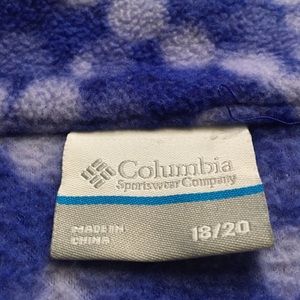 Columbia
Sportswear Company
MADE IN
CHINA
18/20